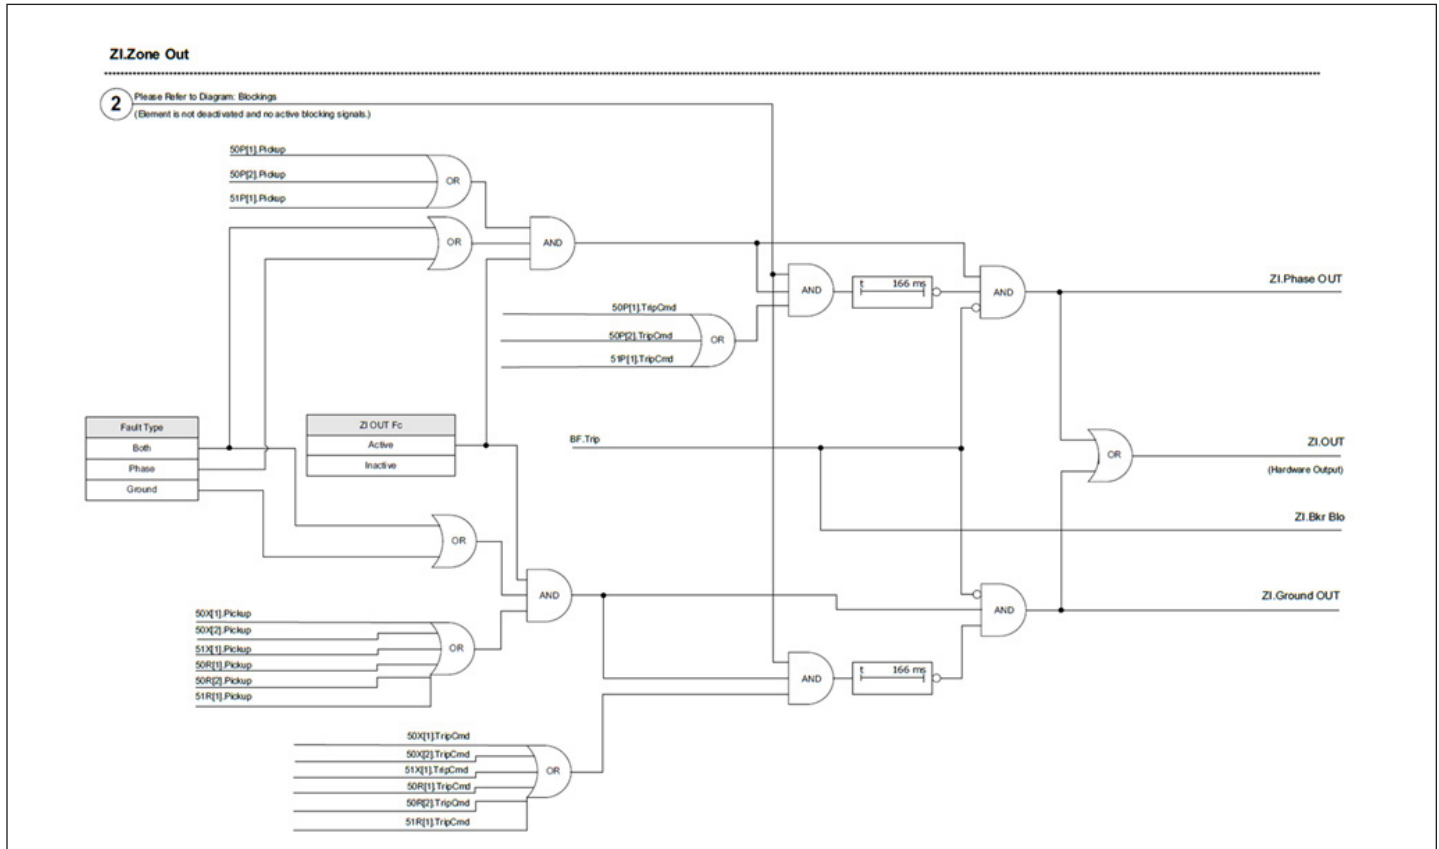 ZI.Zone Out
2
Please Refer to Diagram: Blockings
(Element is not deactivated and no active blocking signals.)
50P[1].Pickup
50P[2].Pickup
51P[1].Pickup
OR
OR
AND
AND
t 166 ms
AND
ZI.Phase OUT
50P[1].TripCmd
50P[2].TripCmd
51P[1].TripCmd
OR
Fault Type
Both
Phase
Ground
ZI OUT Fc
Active
Inactive
BF.Trip
OR
ZI.OUT
(Hardware Output)
ZI.Bkr Blo
OR
AND
AND
ZI.Ground OUT
50X[1].Pickup
50X[2].Pickup
51X[1].Pickup
50R[1].Pickup
50R[2].Pickup
51R[1].Pickup
OR
AND
t 166 ms
50X[1].TripCmd
50X[2].TripCmd
51X[1].TripCmd
50R[1].TripCmd
50R[2].TripCmd
51R[1].TripCmd
OR